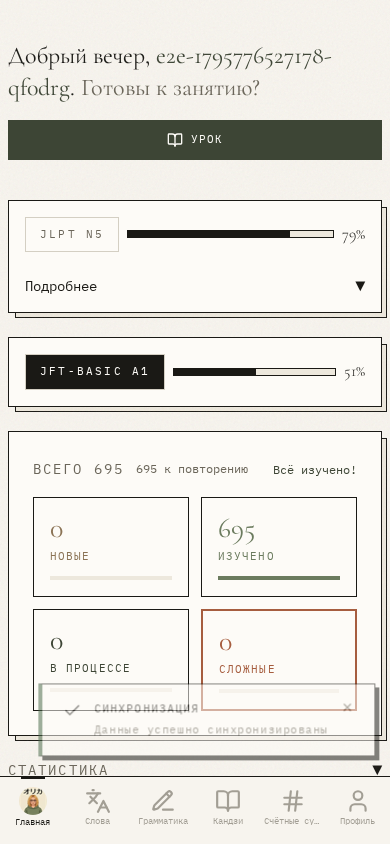 Добрый вечер, e2e-1795776527178-
qfodrg. Готовы к занятию?
УРОК
JLPT N5
79%
Подробнее ▼
JFT-BASIC A1
51%
ВСЕГО 695 695 к повторению Всё изучено!
0
НОВЫЕ
695
ИЗУЧЕНО
0
В ПРОЦЕССЕ
0
СЛОЖНЫЕ
СИНХРОНИЗАЦИЯ ×
Данные успешно синхронизированы
СТАТИСТИКА ▼
オリカ
Главная
Слова
Грамматика
Кандзи
Счётные су…
Профиль